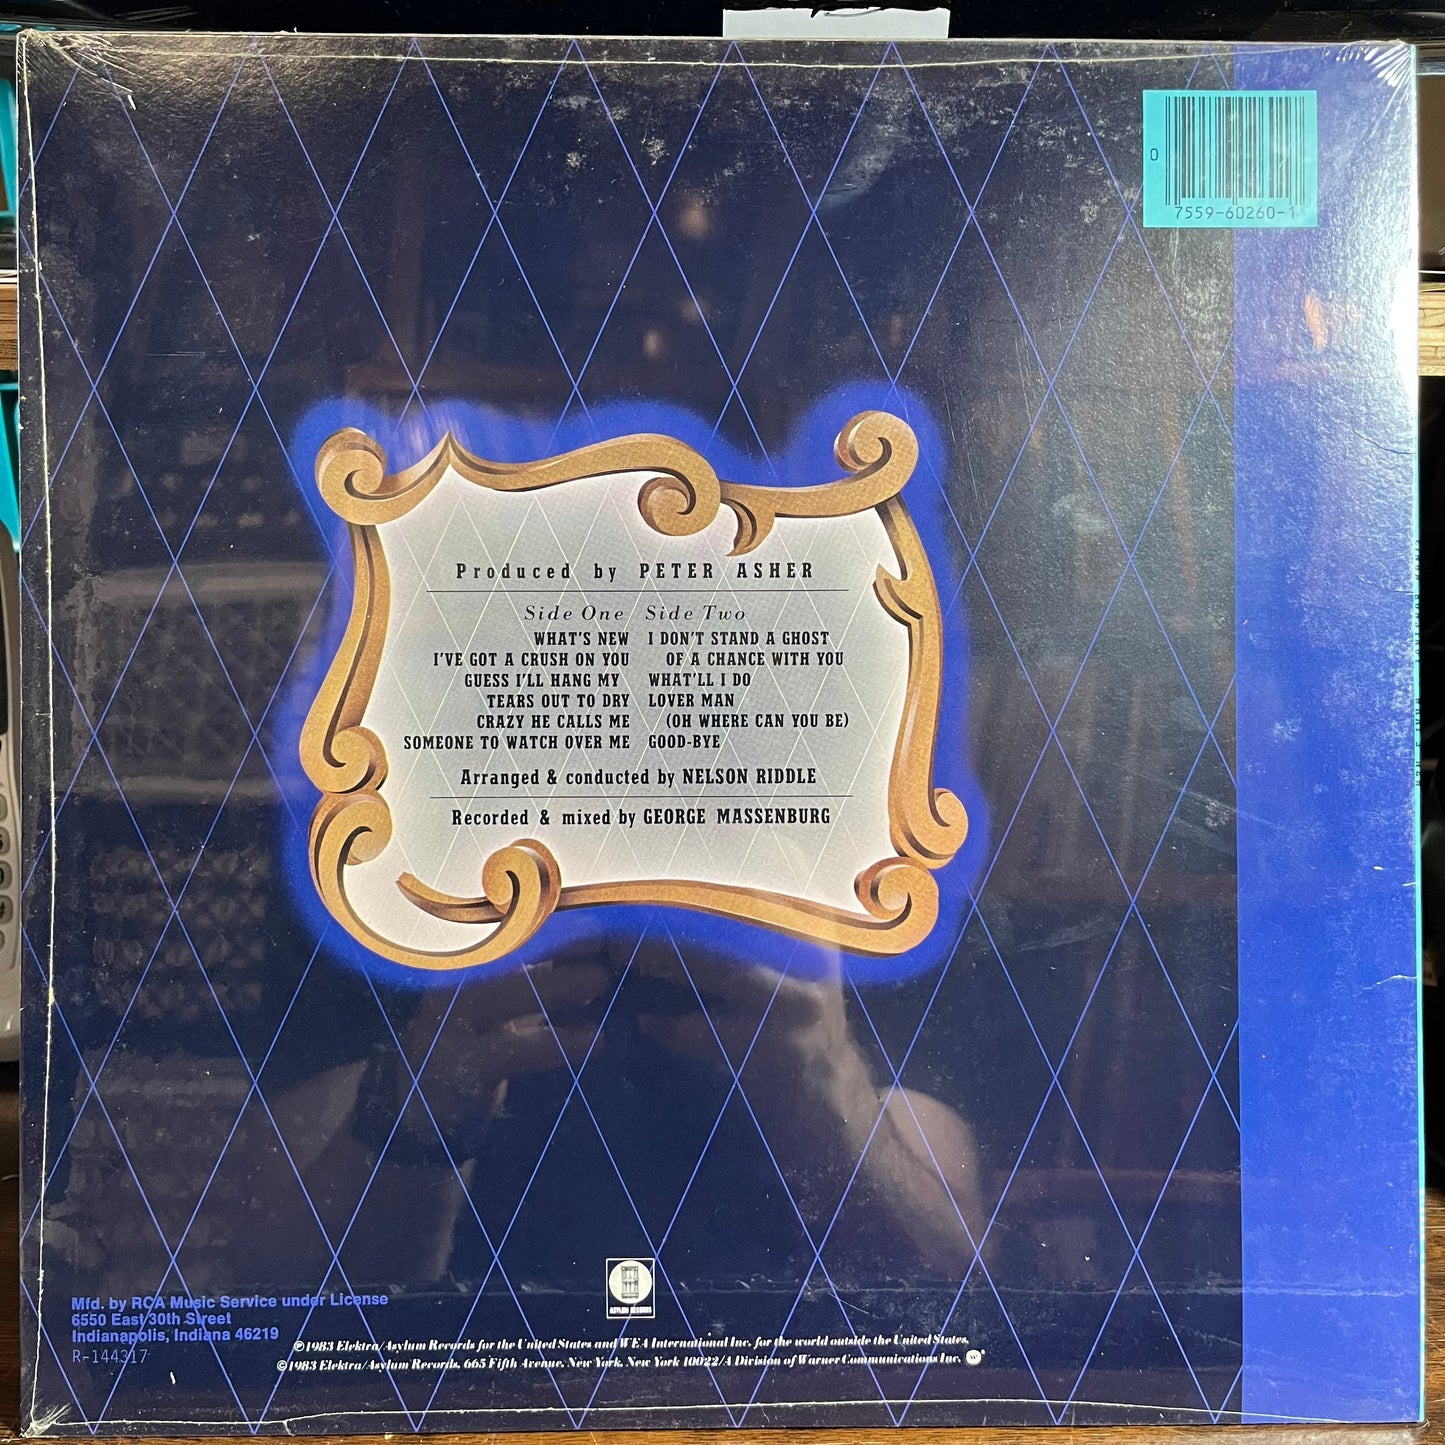 0
7559-60260-1
Produced by PETER ASHER
Side One
WHAT'S NEW
I'VE GOT A CRUSH ON YOU
GUESS I'LL HANG MY
TEARS OUT TO DRY
CRAZY HE CALLS ME
SOMEONE TO WATCH OVER ME
Side Two
I DON'T STAND A GHOST
OF A CHANCE WITH YOU
WHAT'LL I DO
LOVER MAN
(OH WHERE CAN YOU BE)
GOOD-BYE
Arranged & conducted by NELSON RIDDLE
Recorded & mixed by GEORGE MASSENBURG
ASYLUM RECORDS
Mfd. by RCA Music Service under License
6550 East 30th Street
Indianapolis, Indiana 46219
R-144317
℗1983 Elektra/Asylum Records for the United States and WEA International Inc. for the world outside the United States.
©1983 Elektra/Asylum Records, 665 Fifth Avenue, New York, New York 10022/A Division of Warner Communications Inc.